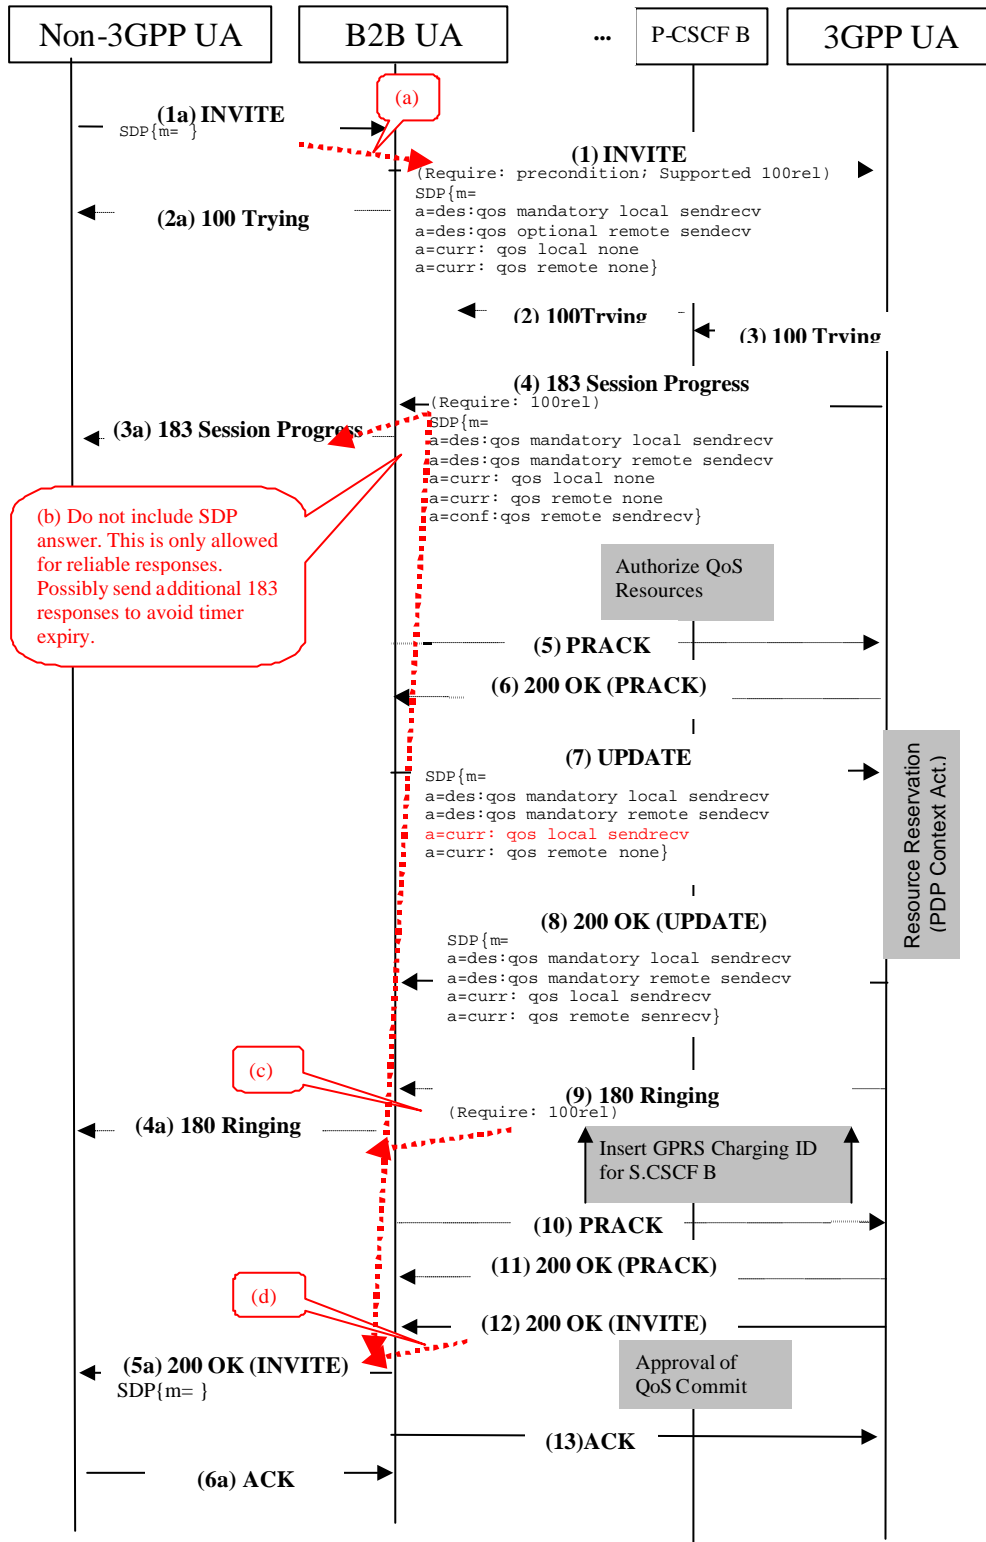 Non-3GPP UA
B2B UA
...
P-CSCF B
3GPP UA
(a)
(1a) INVITE
SDP{m= }
(1) INVITE
(Require: precondition; Supported 100rel)
SDP{m=
a=des:qos mandatory local sendrecv
a=des:qos optional remote sendecv
a=curr: qos local none
a=curr: qos remote none}
(2a) 100 Trying
(2) 100Trying
(3) 100 Trying
(4) 183 Session Progress
(Require: 100rel)
SDP{m=
a=des:qos mandatory local sendrecv
a=des:qos mandatory remote sendecv
a=curr: qos local none
a=curr: qos remote none
a=conf:qos remote sendrecv}
(3a) 183 Session Progress
(b) Do not include SDP
answer. This is only allowed
for reliable responses.
Possibly send additional 183
responses to avoid timer
expiry.
Authorize QoS
Resources
(5) PRACK
(6) 200 OK (PRACK)
(7) UPDATE
SDP{m=
a=des:qos mandatory local sendrecv
a=des:qos mandatory remote sendecv
a=curr: qos local sendrecv
a=curr: qos remote none}
Resource Reservation
(PDP Context Act.)
(8) 200 OK (UPDATE)
SDP{m=
a=des:qos mandatory local sendrecv
a=des:qos mandatory remote sendecv
a=curr: qos local sendrecv
a=curr: qos remote senrecv}
(c)
(9) 180 Ringing
(Require: 100rel)
(4a) 180 Ringing
Insert GPRS Charging ID
for S.CSCF B
(10) PRACK
(11) 200 OK (PRACK)
(d)
(12) 200 OK (INVITE)
(5a) 200 OK (INVITE)
SDP{m= }
Approval of
QoS Commit
(13)ACK
(6a) ACK